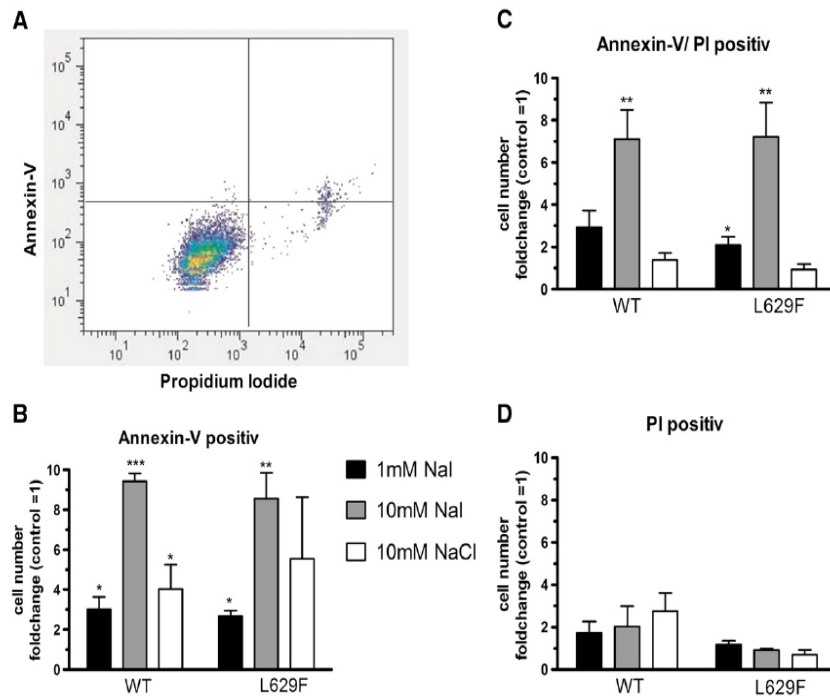 A
Annexin-V
10^5
10^4
10^3
10^2
10^1
10^1 10^2 10^3 10^4 10^5
Propidium Iodide
B
Annexin-V positiv
cell number
foldchange (control =1)
10
8
6
4
2
0
* *** * * **
WT L629F
1mM NaI
10mM NaI
10mM NaCl
C
Annexin-V/ PI positiv
cell number
foldchange (control =1)
10
8
6
4
2
0
** * **
WT L629F
D
PI positiv
cell number
foldchange (control =1)
10
8
6
4
2
0
WT L629F